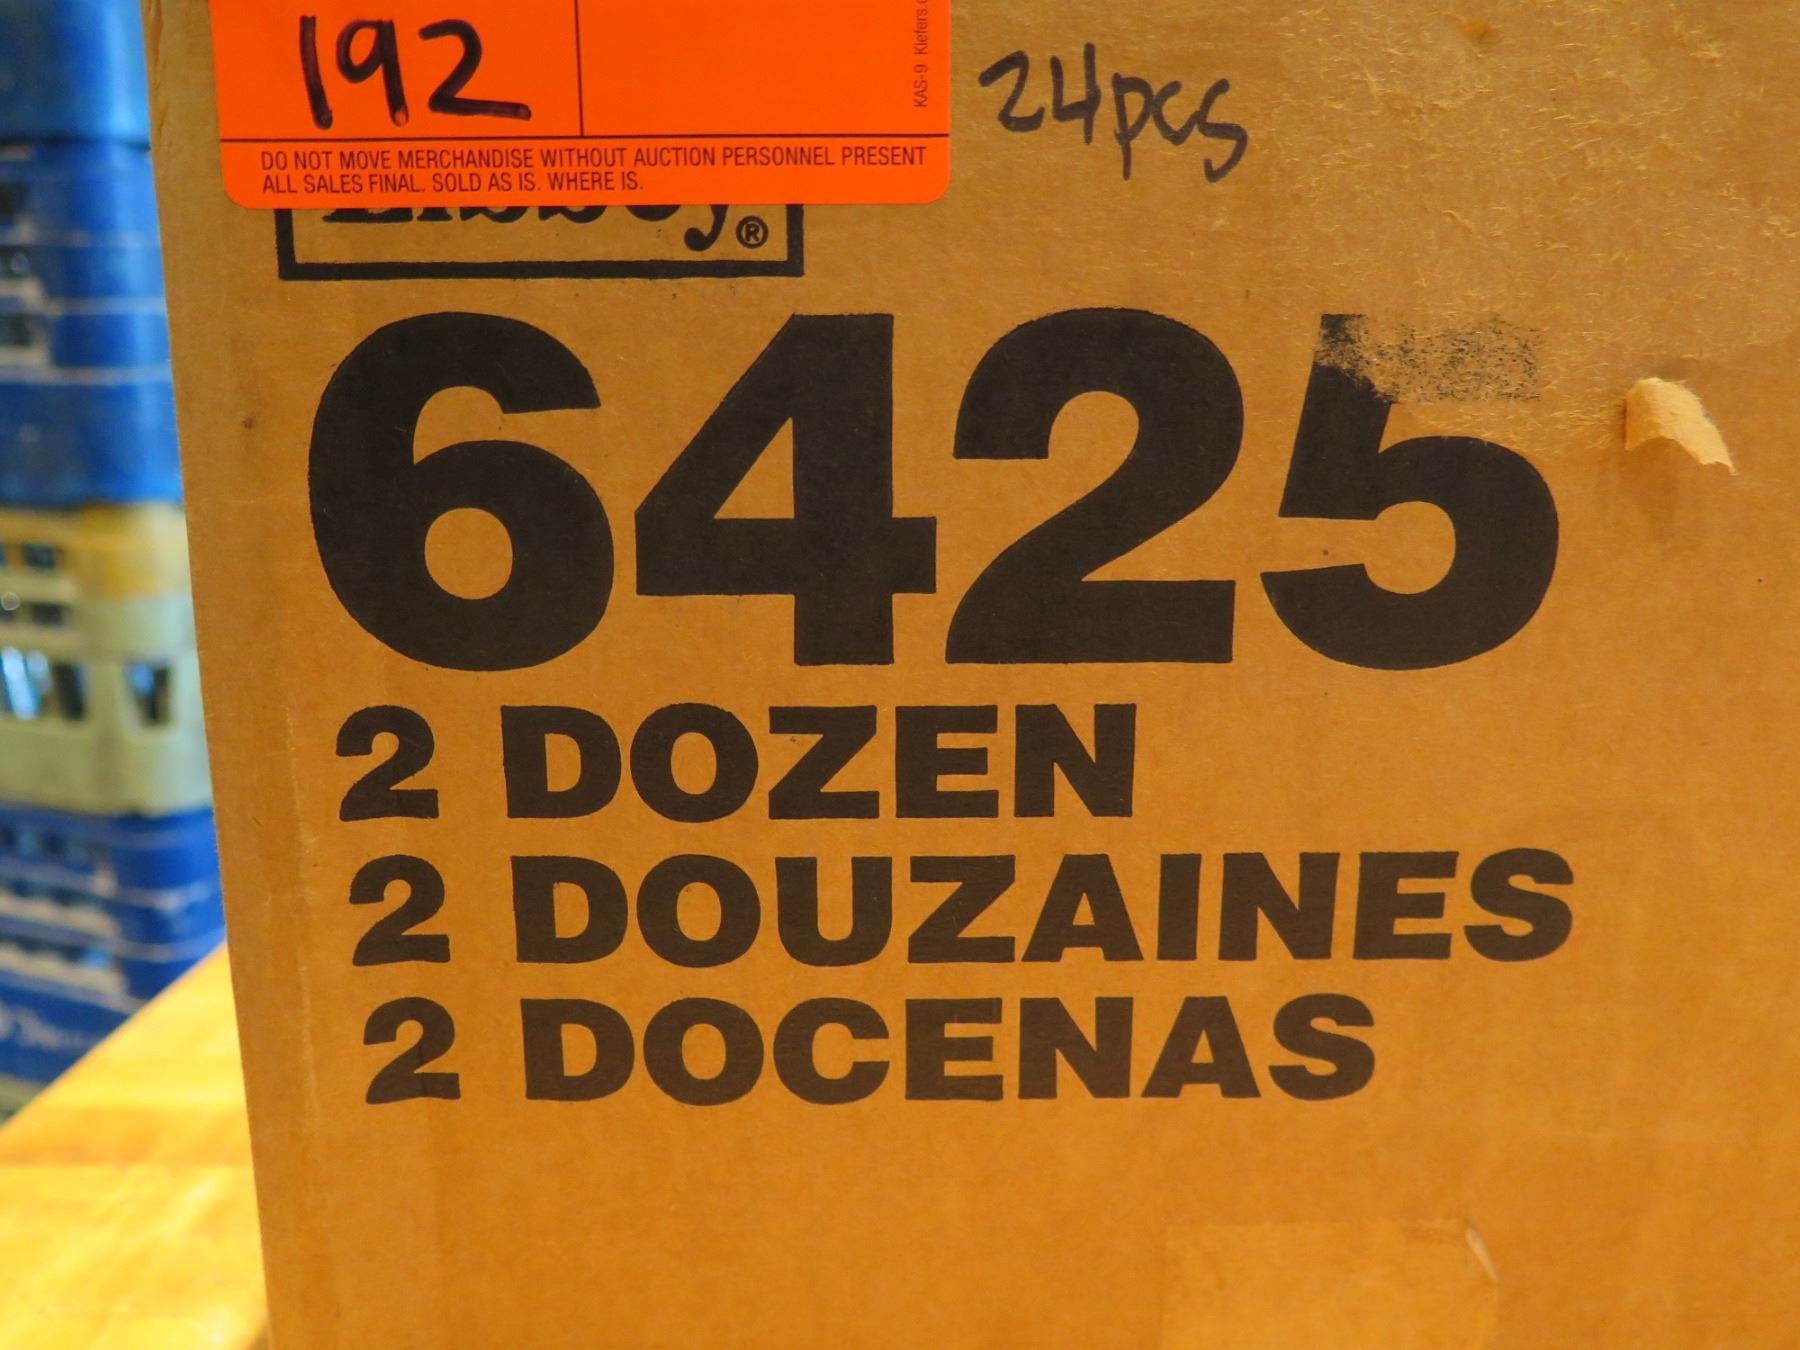 192
KAS-9 Kiefers.c
24pcs
DO NOT MOVE MERCHANDISE WITHOUT AUCTION PERSONNEL PRESENT
ALL SALES FINAL. SOLD AS IS. WHERE IS.
Libbey®
6425
2 DOZEN
2 DOUZAINES
2 DOCENAS